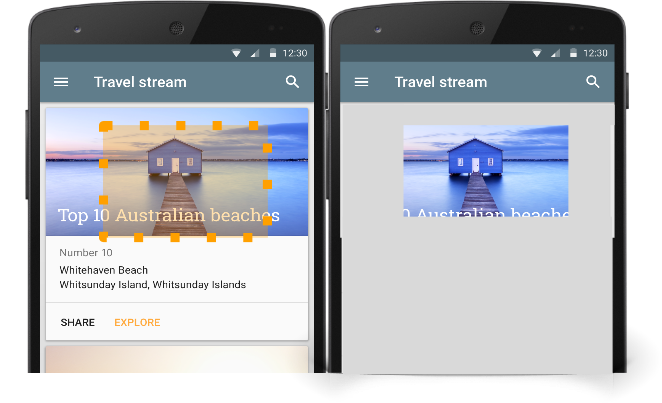 12:30
Travel stream
Top 10 Australian beaches
Number 10
Whitehaven Beach
Whitsunday Island, Whitsunday Islands
SHARE EXPLORE
12:30
Travel stream
0 Australian beache